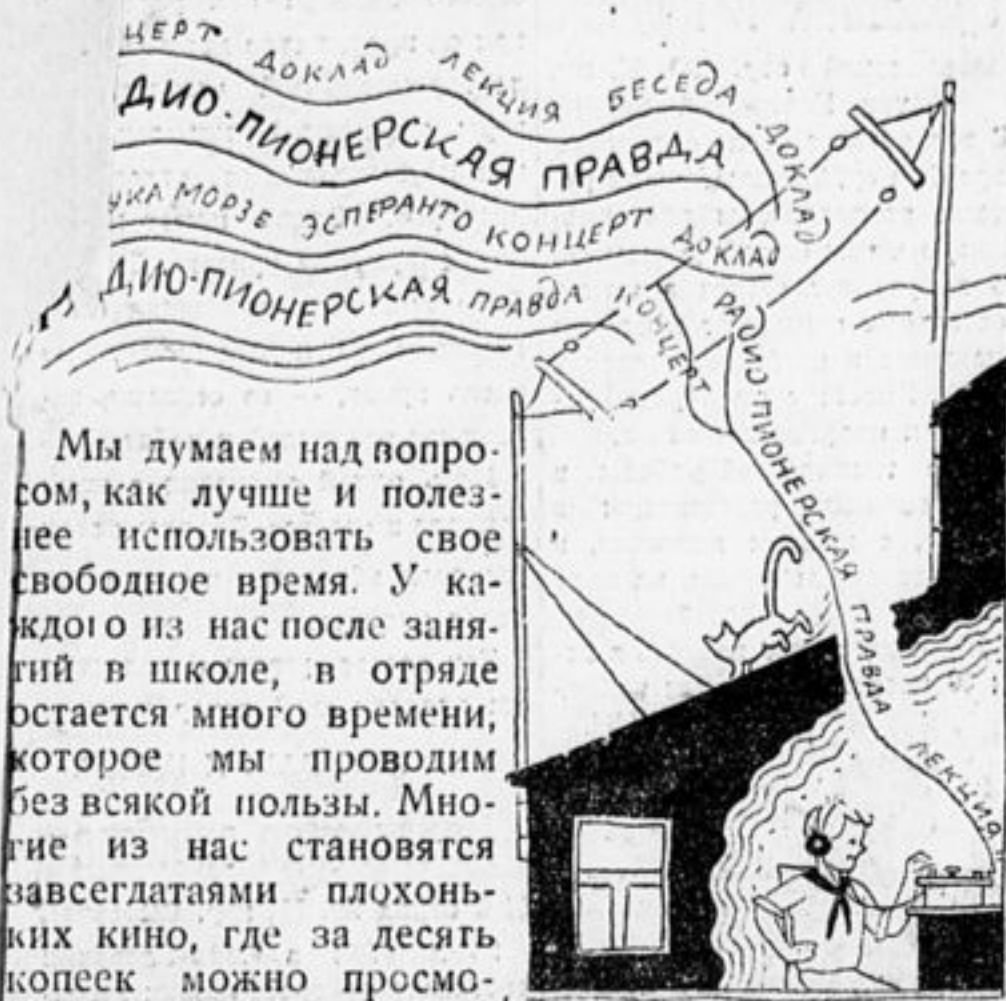 ЦЕРТ ДОКЛАД ЛЕКЦИЯ БЕСЕДА ДОКЛАД
ДИО-ПИОНЕРСКАЯ ПРАВДА
УКА МОРЗЕ ЭСПЕРАНТО КОНЦЕРТ ДОКЛАД
ДИО-ПИОНЕРСКАЯ ПРАВДА КОНЦЕРТ
РАДИО-ПИОНЕРСКАЯ ПРАВДА ЛЕКЦИЯ
Мы думаем над вопро-
сом, как лучше и полез-
нее использовать свое
свободное время. У ка-
ждого из нас после заня-
тий в школе, в отряде
остается много времени,
которое мы проводим
без всякой пользы. Мно-
гие из нас становятся
завсегдатаями плохонь-
ких кино, где за десять
копеек можно просмо-